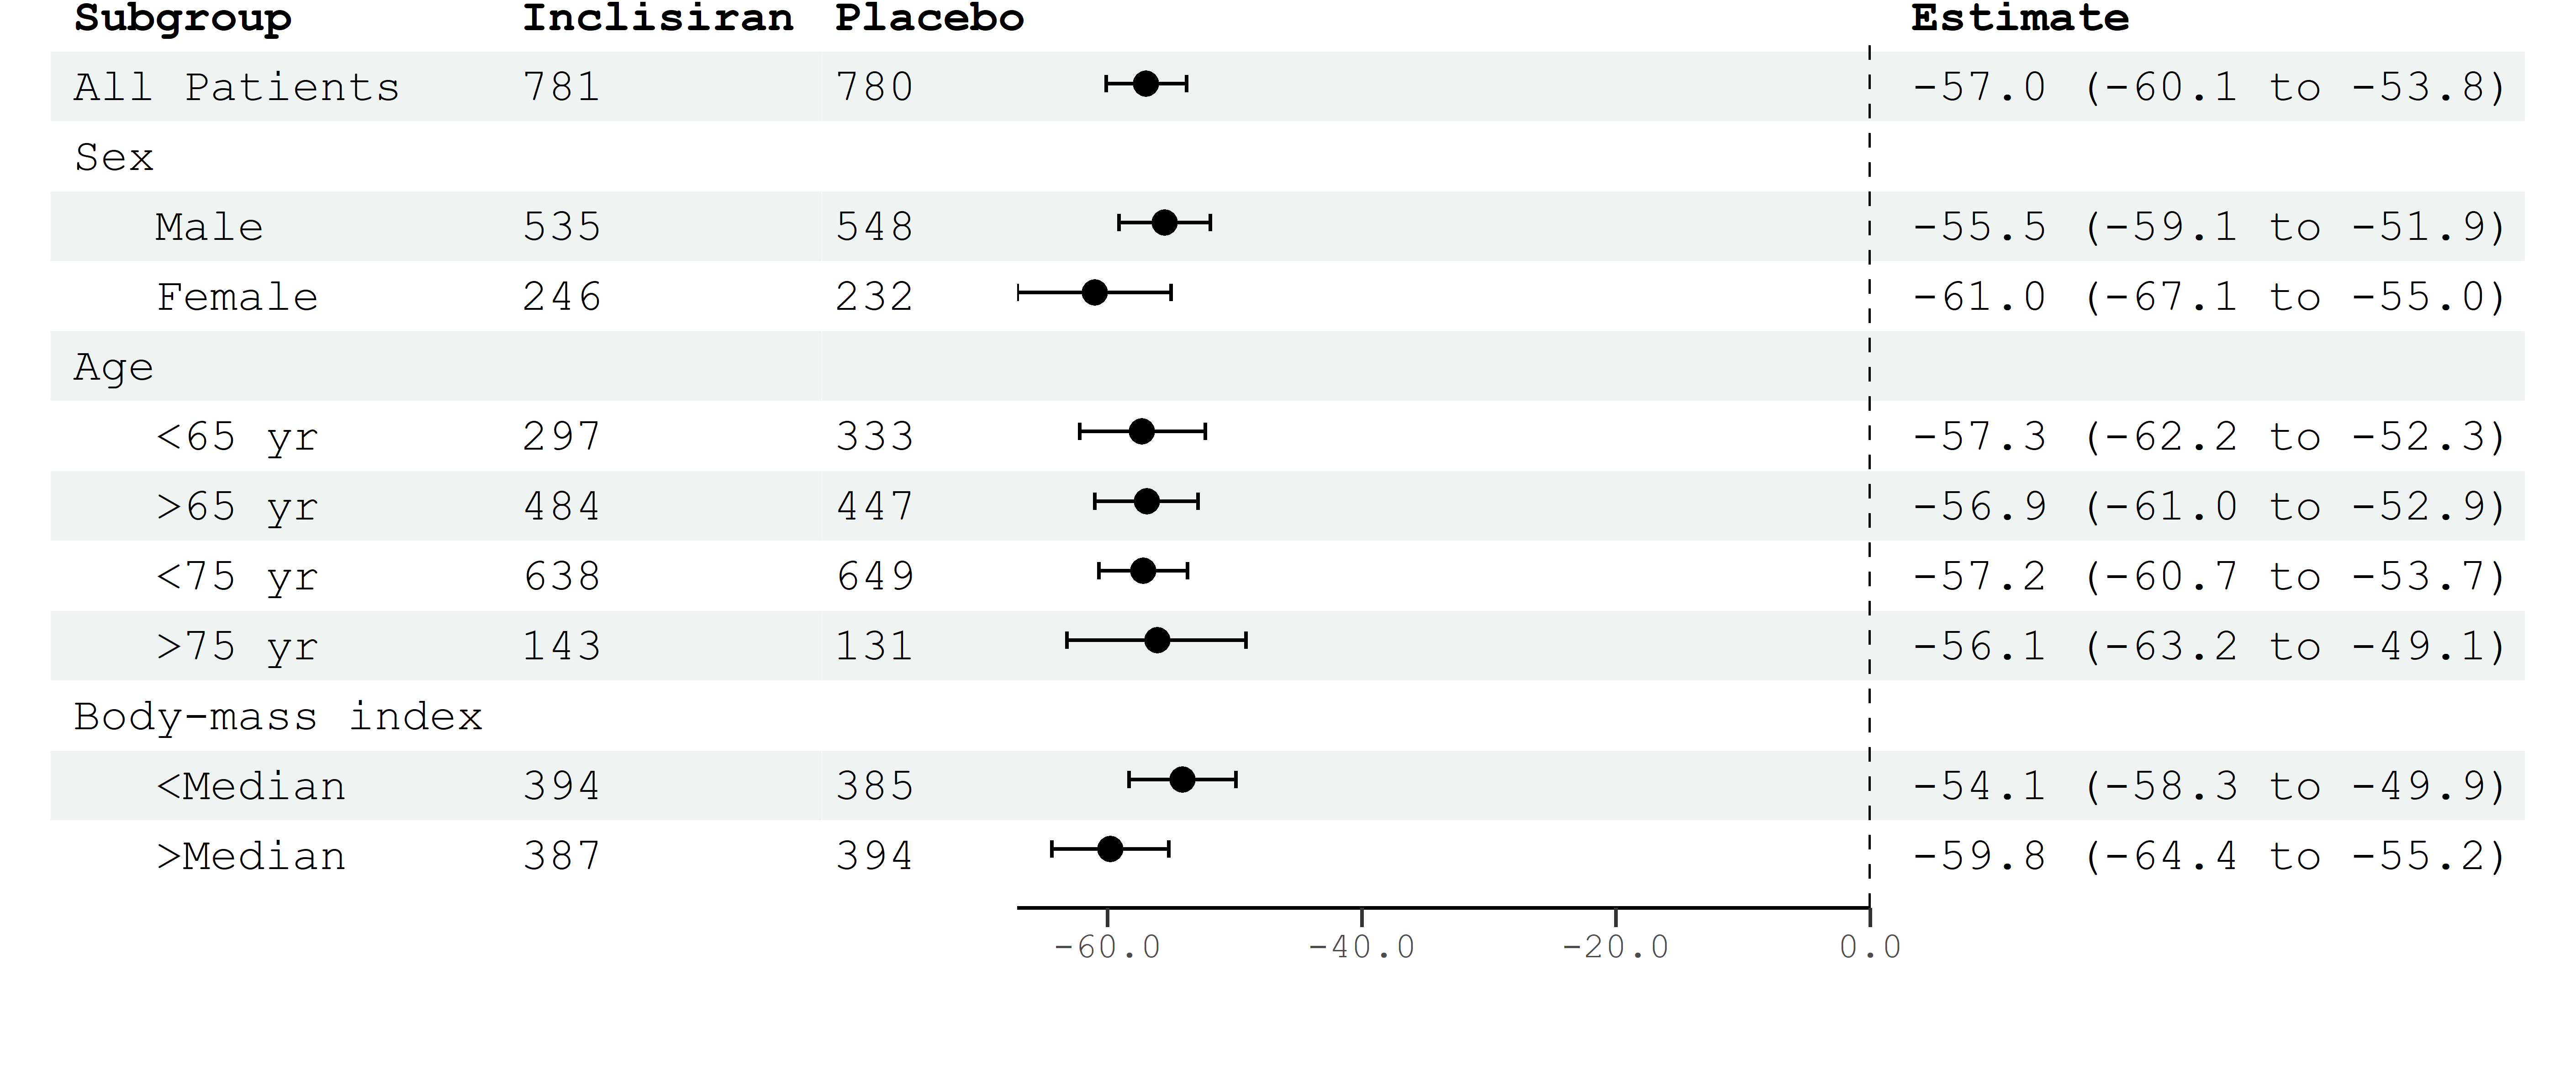 Subgroup Inclisiran Placebo Estimate
All Patients 781 780 -57.0 (-60.1 to -53.8)
Sex
Male 535 548 -55.5 (-59.1 to -51.9)
Female 246 232 -61.0 (-67.1 to -55.0)
Age
<65 yr 297 333 -57.3 (-62.2 to -52.3)
>65 yr 484 447 -56.9 (-61.0 to -52.9)
<75 yr 638 649 -57.2 (-60.7 to -53.7)
>75 yr 143 131 -56.1 (-63.2 to -49.1)
Body-mass index
<Median 394 385 -54.1 (-58.3 to -49.9)
>Median 387 394 -59.8 (-64.4 to -55.2)
-60.0 -40.0 -20.0 0.0